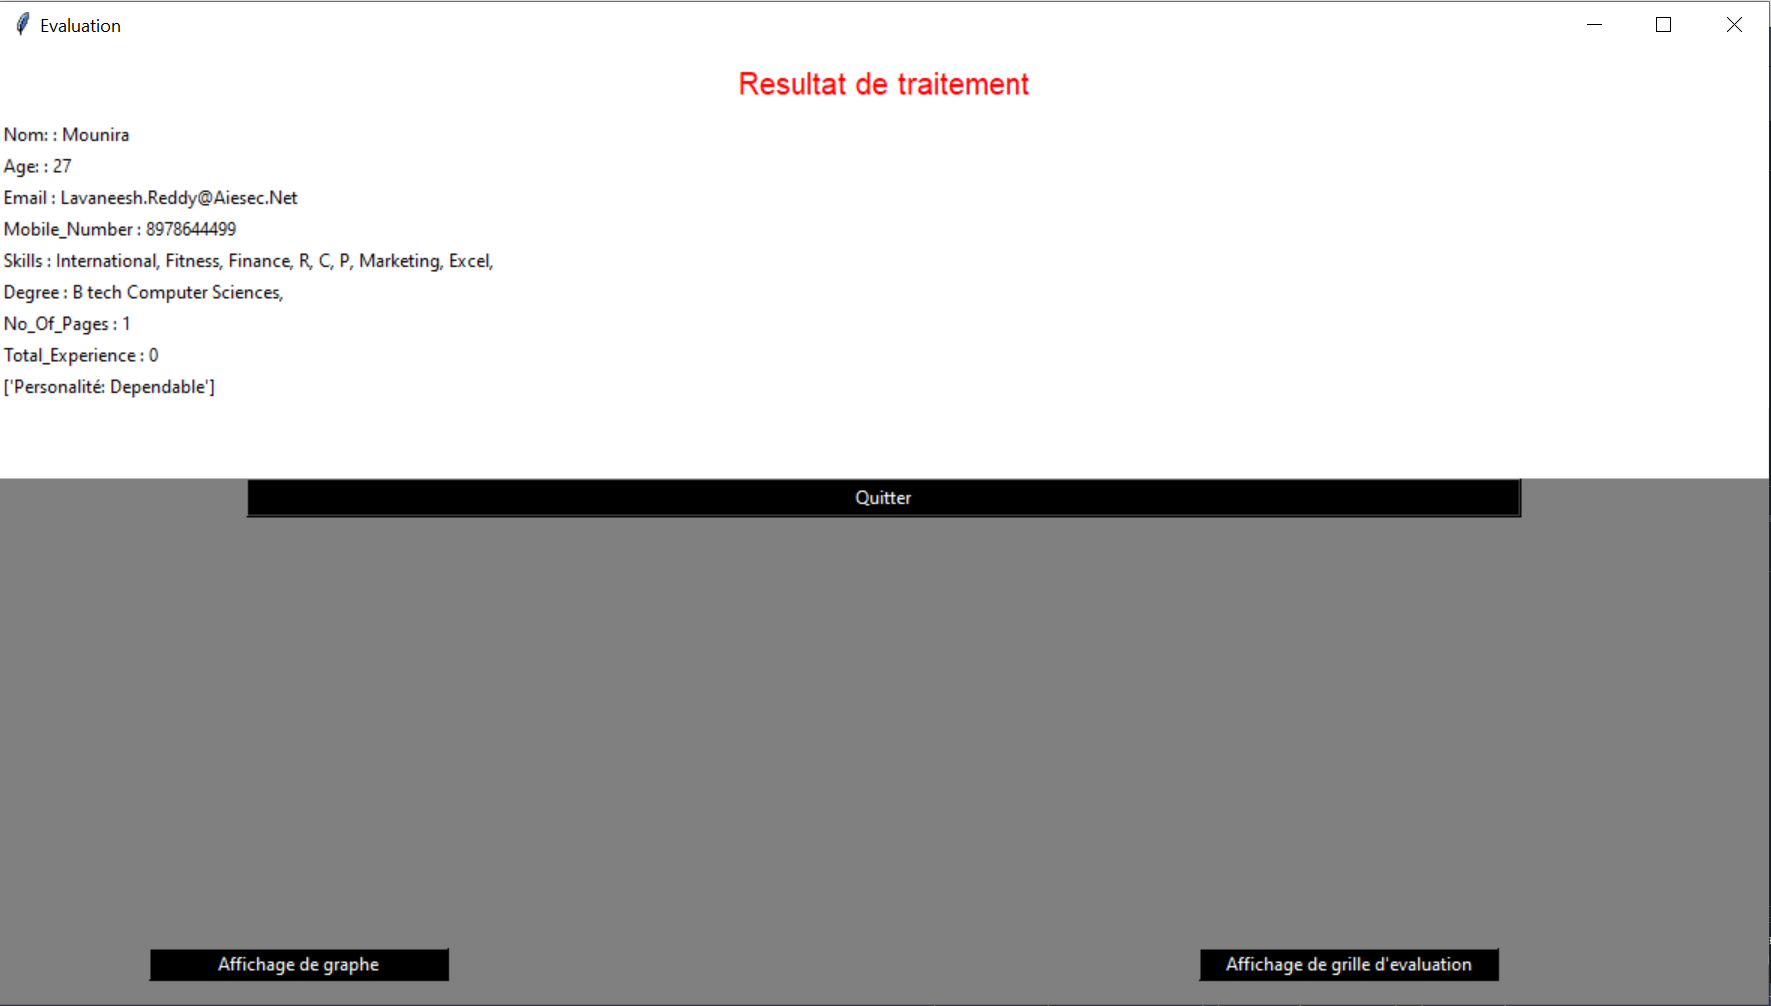 Evaluation
Resultat de traitement
Nom: : Mounira
Age: : 27
Email : Lavaneesh.Reddy@Aiesec.Net
Mobile_Number : 8978644499
Skills : International, Fitness, Finance, R, C, P, Marketing, Excel,
Degree : B tech Computer Sciences,
No_Of_Pages : 1
Total_Experience : 0
['Personalité: Dependable']
Quitter
Affichage de graphe
Affichage de grille d'evaluation